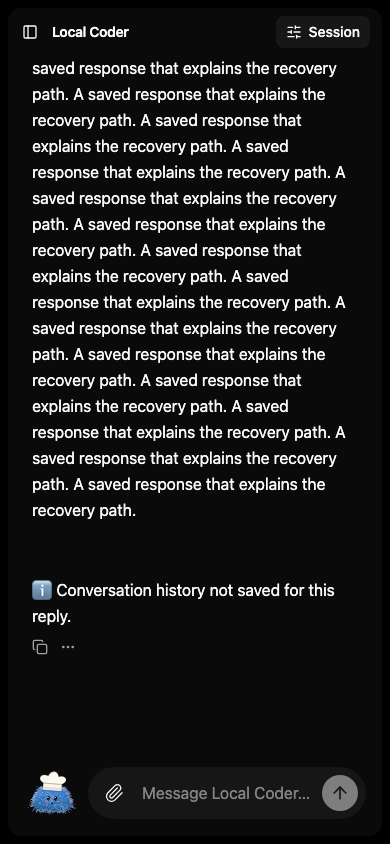 Local Coder
Session
saved response that explains the recovery
path. A saved response that explains the
recovery path. A saved response that
explains the recovery path. A saved
response that explains the recovery path. A
saved response that explains the recovery
path. A saved response that explains the
recovery path. A saved response that
explains the recovery path. A saved
response that explains the recovery path. A
saved response that explains the recovery
path. A saved response that explains the
recovery path. A saved response that
explains the recovery path. A saved
response that explains the recovery path. A
saved response that explains the recovery
path. A saved response that explains the
recovery path.
ℹ️ Conversation history not saved for this
reply.
Message Local Coder...